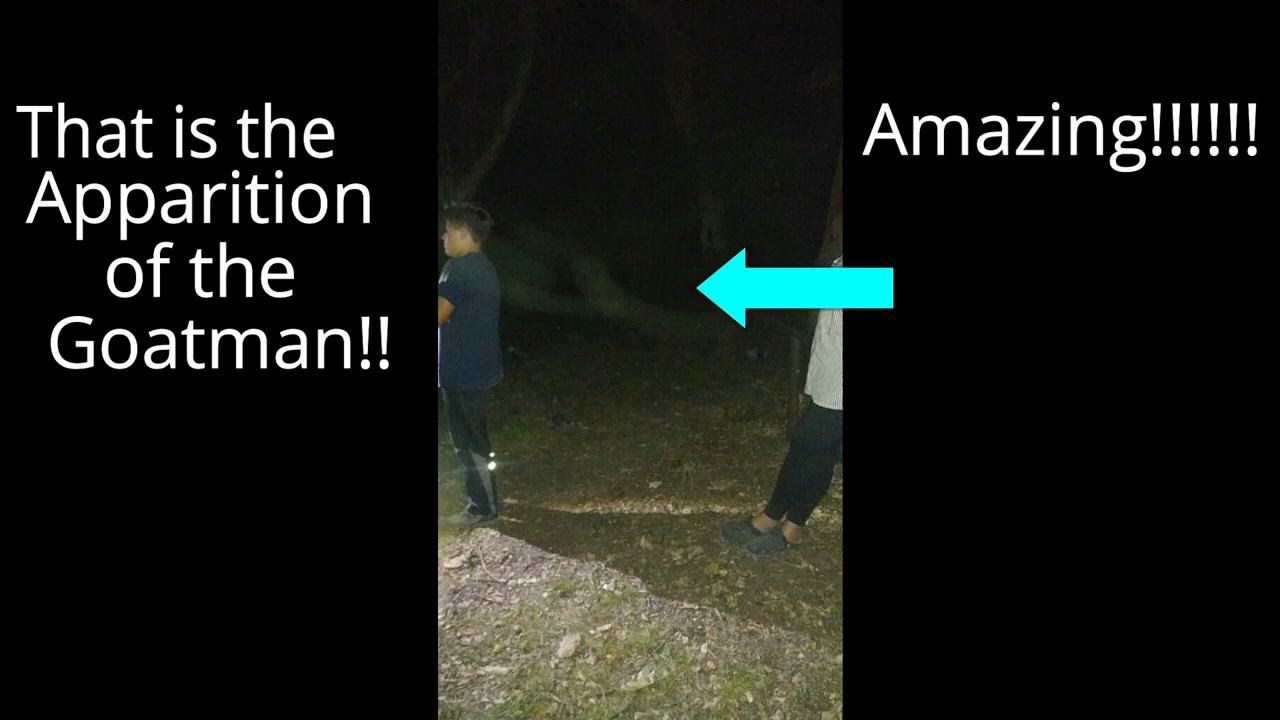 That is the
Apparition
of the
Goatman!!
Amazing!!!!!!